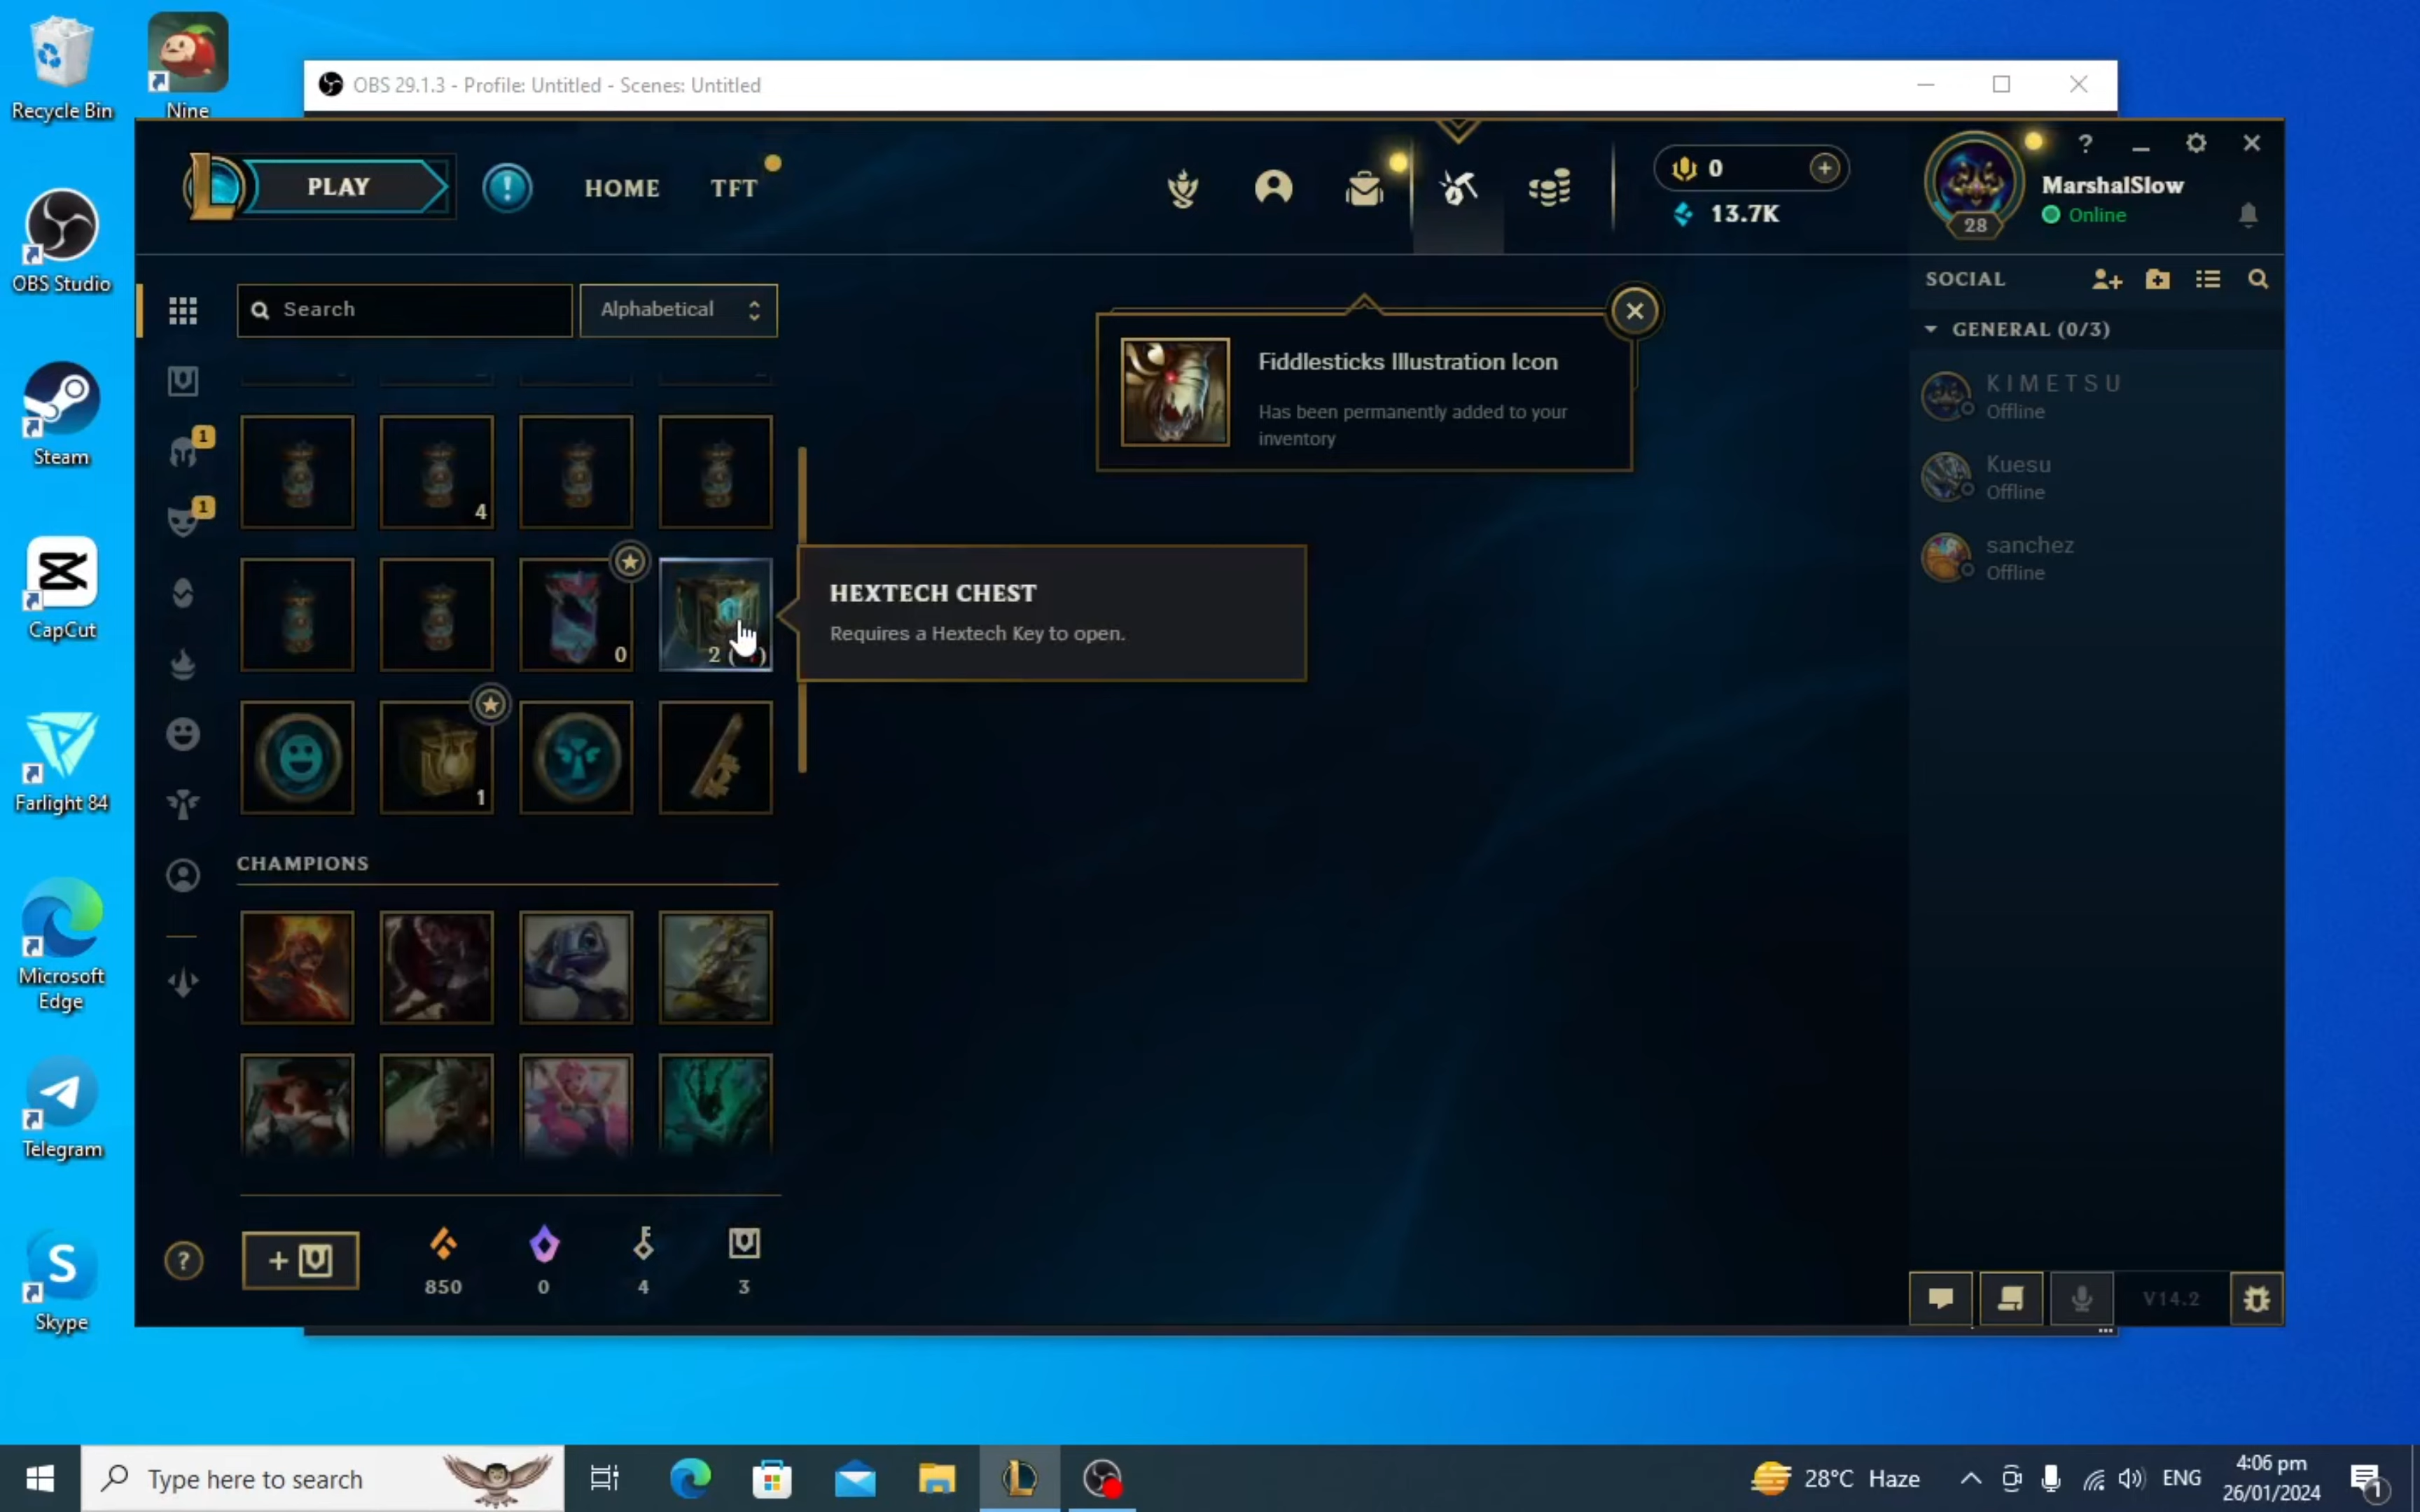 Recycle Bin
Nine
OBS Studio
Steam
CapCut
Farlight 84
Microsoft
Edge
Telegram
Skype
OBS 29.1.3 - Profile: Untitled - Scenes: Untitled
PLAY
HOME
TFT
0
13.7K
28
MarshalSlow
Online
Search
Alphabetical
1
1
4
0
2
1
HEXTECH CHEST
Requires a Hextech Key to open.
Fiddlesticks Illustration Icon
Has been permanently added to your
inventory
CHAMPIONS
850
0
4
3
SOCIAL
GENERAL (0/3)
K I M E T S U
Offline
Kuesu
Offline
sanchez
Offline
V14.2
Type here to search
28°C Haze
ENG
4:06 pm
26/01/2024
1